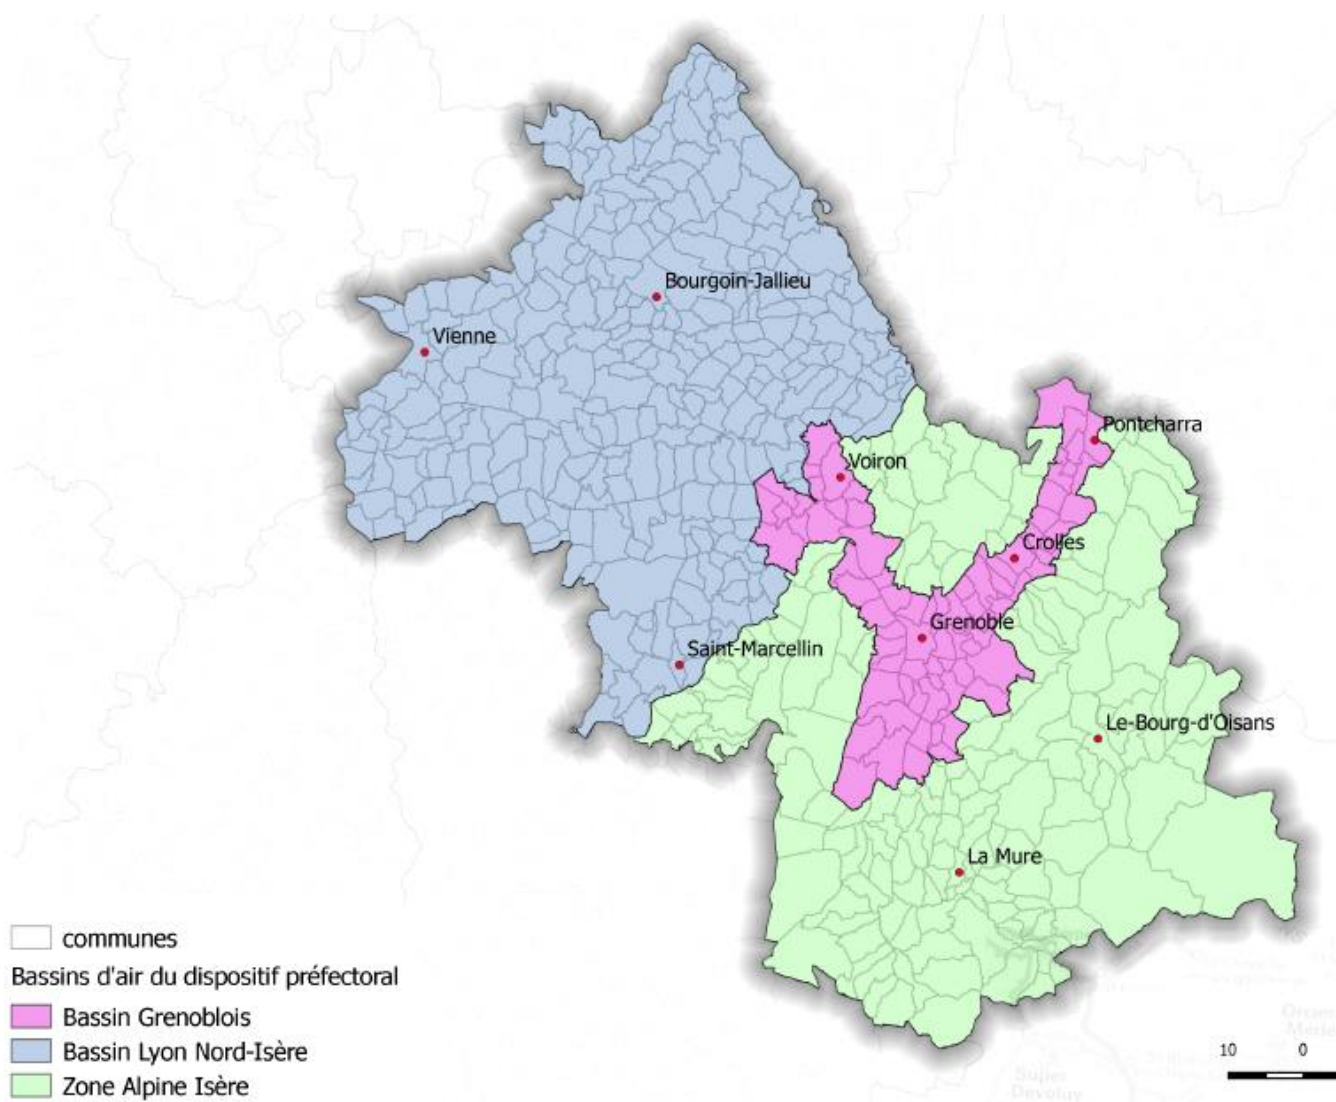 Bourgoin-Jallieu
Vienne
Pontcharra
Voiron
Crolles
Grenoble
Saint-Marcellin
Le-Bourg-d'Oisans
La Mure
communes
Bassins d'air du dispositif préfectoral
Bassin Grenoblois
Bassin Lyon Nord-Isère
Zone Alpine Isère
10 0